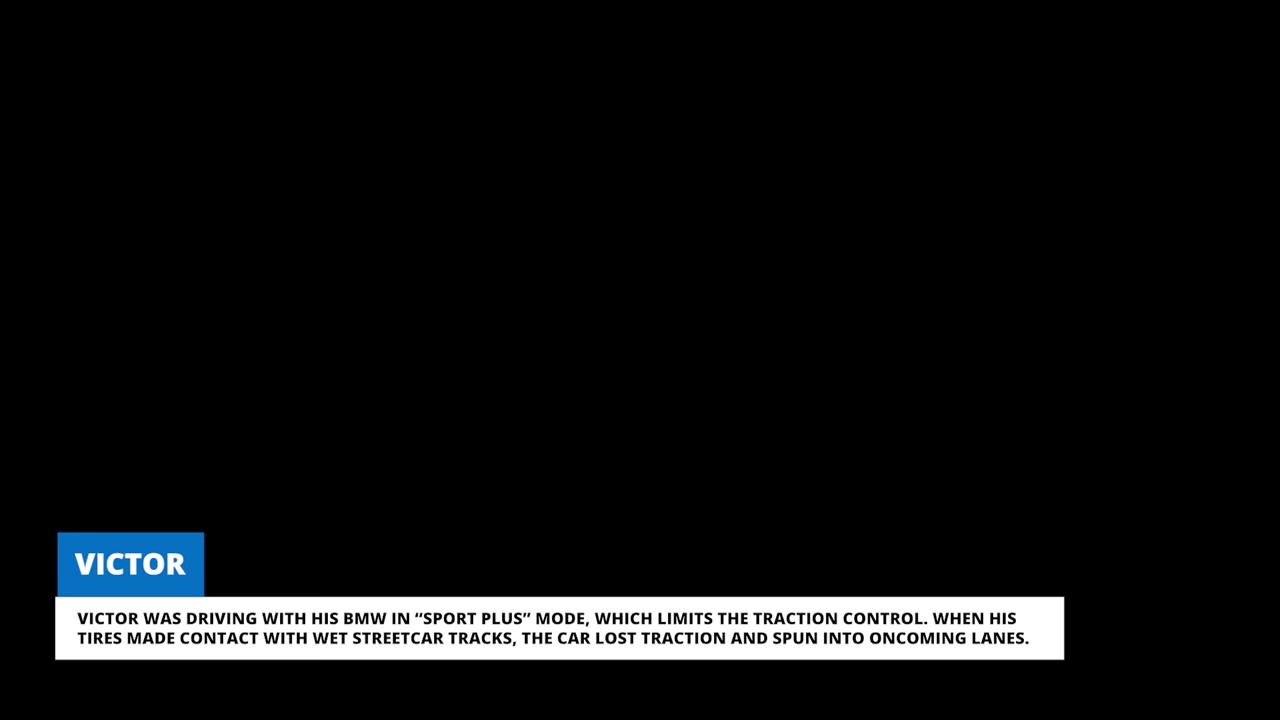 VICTOR
VICTOR WAS DRIVING WITH HIS BMW IN “SPORT PLUS” MODE, WHICH LIMITS THE TRACTION CONTROL. WHEN HIS
TIRES MADE CONTACT WITH WET STREETCAR TRACKS, THE CAR LOST TRACTION AND SPUN INTO ONCOMING LANES.